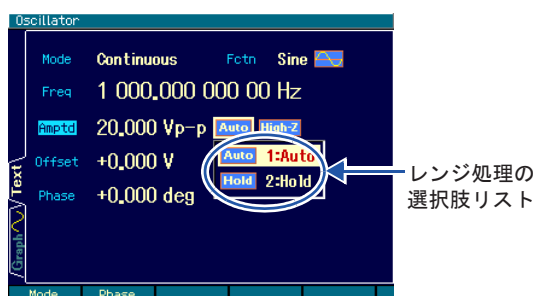 Oscillator
Mode Continuous Fctn Sine
Freq 1 000.000 000 00 Hz
Amptd 20.000 Vp-p Auto High-Z
Auto 1:Auto
Offset +0.000 V
Hold 2:Hold
Phase +0.000 deg
Text
Graph
Mode Phase
レンジ処理の
選択肢リスト